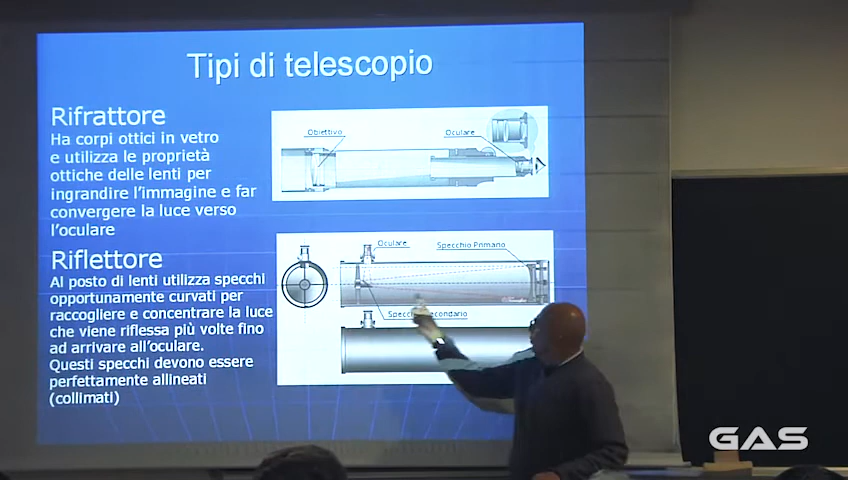 Tipi di telescopio
Rifrattore
Ha corpi ottici in vetro
e utilizza le proprietà
ottiche delle lenti per
ingrandire l'immagine e far
convergere la luce verso
l'oculare
Obiettivo
Oculare
Riflettore
Al posto di lenti utilizza specchi
opportunamente curvati per
raccogliere e concentrare la luce
che viene riflessa più volte fino
ad arrivare all'oculare.
Questi specchi devono essere
perfettamente allineati
(collimati)
Oculare
Specchio Primario
GAS